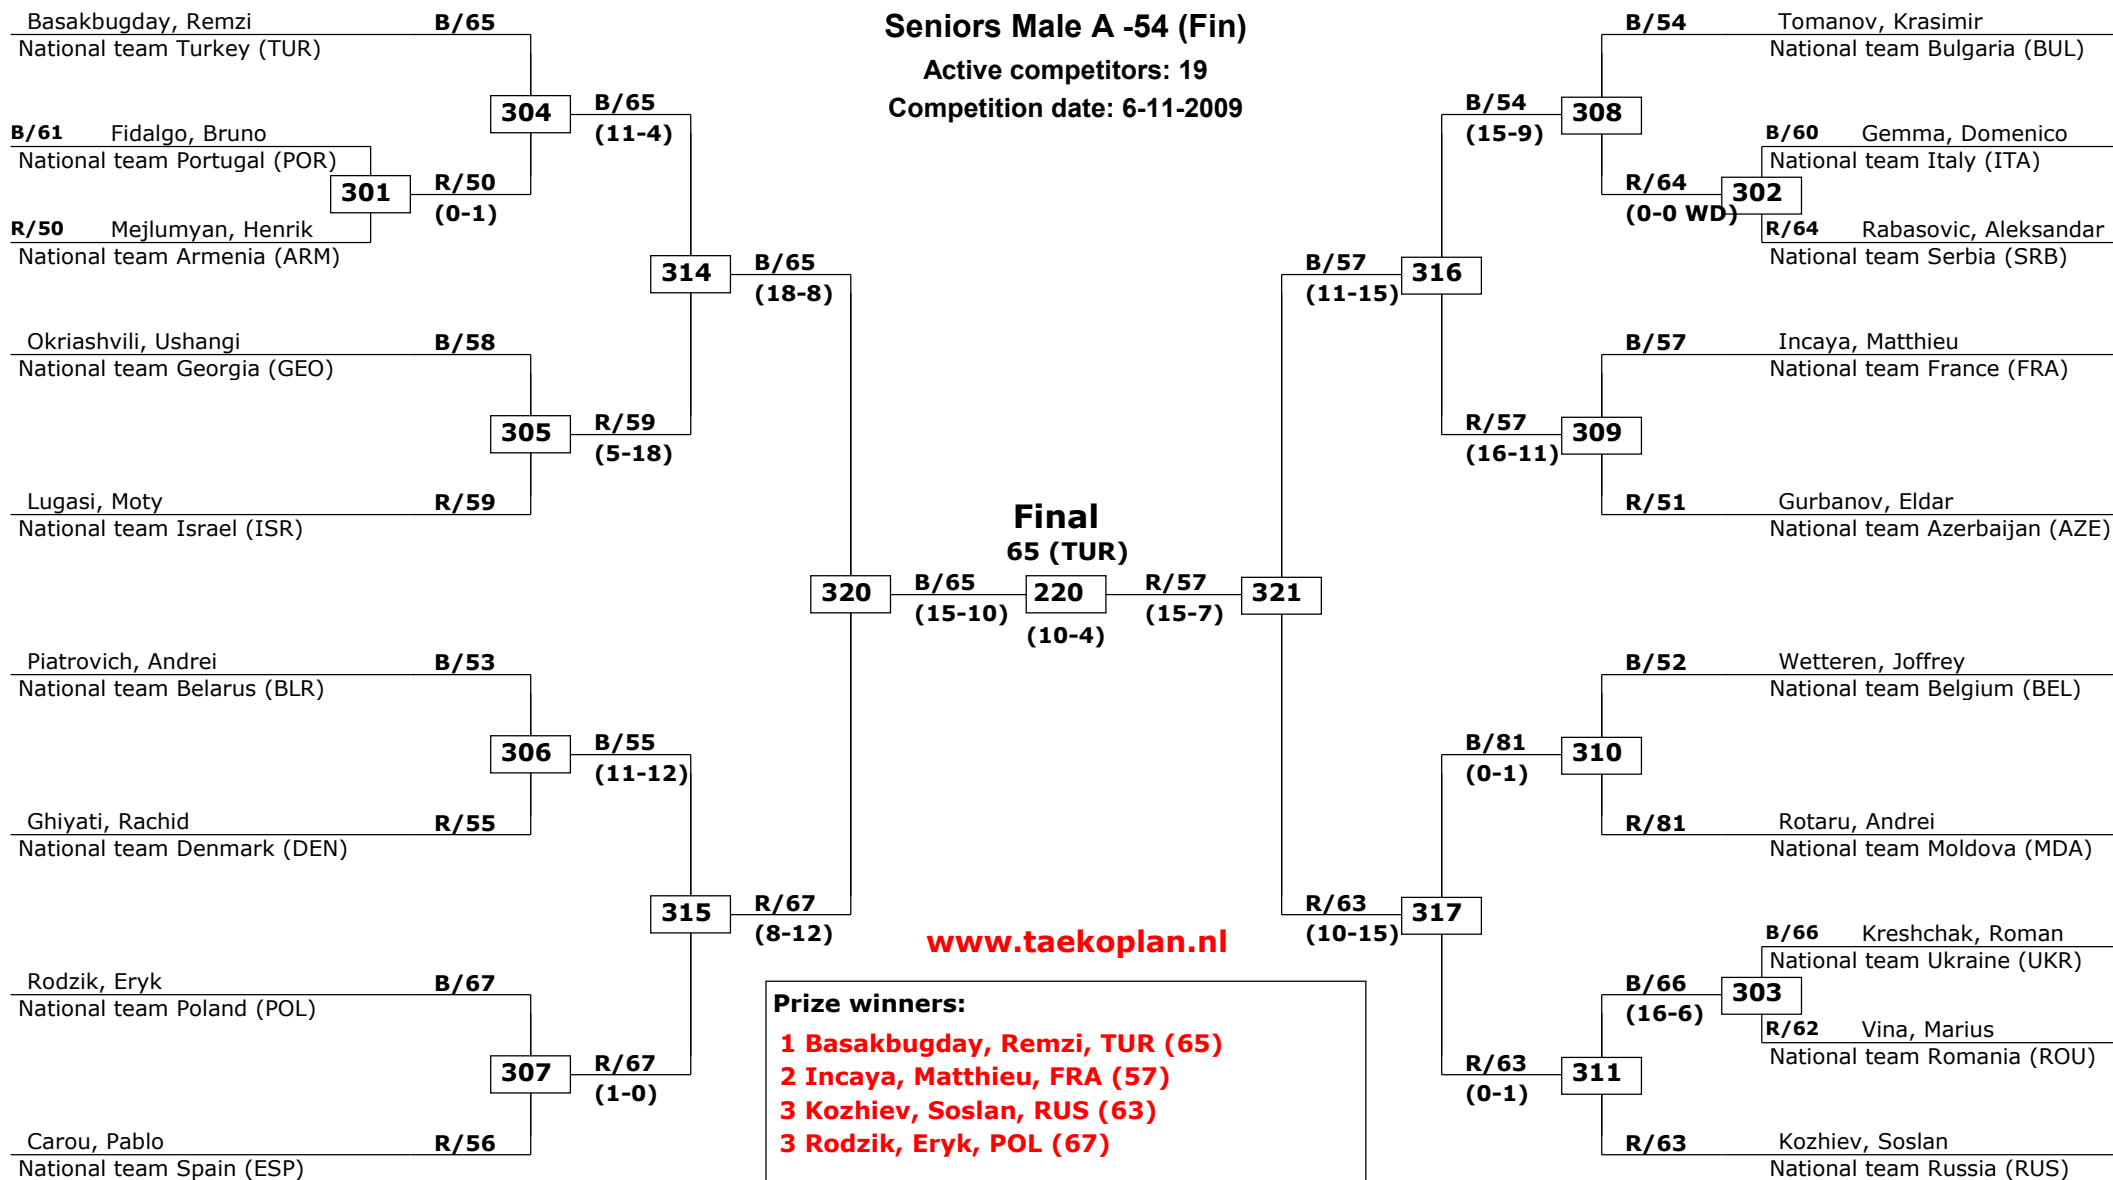 Seniors Male A -54 (Fin)
Active competitors: 19
Competition date: 6-11-2009
Basakbugday, Remzi B/65
National team Turkey (TUR)
304
B/65
(11-4)
B/61 Fidalgo, Bruno
National team Portugal (POR)
301
R/50
(0-1)
R/50 Mejlumyan, Henrik
National team Armenia (ARM)
314
B/65
(18-8)
Okriashvili, Ushangi B/58
National team Georgia (GEO)
305
R/59
(5-18)
Lugasi, Moty R/59
National team Israel (ISR)
320
B/65
(15-10)
Piatrovich, Andrei B/53
National team Belarus (BLR)
306
B/55
(11-12)
Ghiyati, Rachid R/55
National team Denmark (DEN)
315
R/67
(8-12)
Rodzik, Eryk B/67
National team Poland (POL)
307
R/67
(1-0)
Carou, Pablo R/56
National team Spain (ESP)
Final
65 (TUR)
220
(10-4)
R/57
(15-7)
321
B/54 Tomanov, Krasimir
National team Bulgaria (BUL)
B/54
(15-9)
308
B/60 Gemma, Domenico
National team Italy (ITA)
R/64
(0-0 WD)
302
R/64 Rabasovic, Aleksandar
National team Serbia (SRB)
B/57
(11-15)
316
B/57 Incaya, Matthieu
National team France (FRA)
R/57
(16-11)
309
R/51 Gurbanov, Eldar
National team Azerbaijan (AZE)
B/52 Wetteren, Joffrey
National team Belgium (BEL)
B/81
(0-1)
310
R/81 Rotaru, Andrei
National team Moldova (MDA)
R/63
(10-15)
317
B/66 Kreshchak, Roman
National team Ukraine (UKR)
B/66
(16-6)
303
R/62 Vina, Marius
National team Romania (ROU)
R/63
(0-1)
311
R/63 Kozhiev, Soslan
National team Russia (RUS)
www.taekoplan.nl
Prize winners:
1 Basakbugday, Remzi, TUR (65)
2 Incaya, Matthieu, FRA (57)
3 Kozhiev, Soslan, RUS (63)
3 Rodzik, Eryk, POL (67)